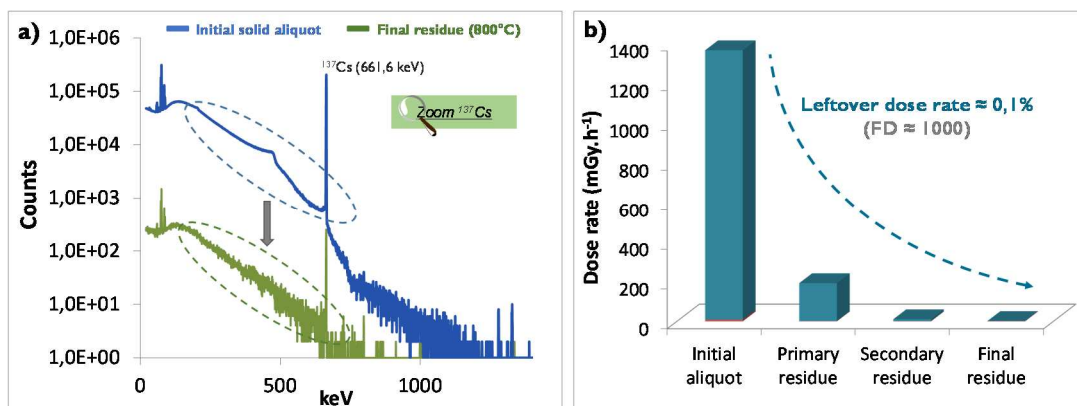 a)
Initial solid aliquot
Final residue (800°C)
1,0E+06
1,0E+05
1,0E+04
1,0E+03
1,0E+02
1,0E+01
1,0E+00
Counts
¹³⁷Cs (661,6 keV)
Zoom ¹³⁷Cs
0
500
1000
keV
b)
1400
1200
1000
800
600
400
200
0
Dose rate (mGy.h⁻¹)
Leftover dose rate ≈ 0,1%
(FD ≈ 1000)
Initial
aliquot
Primary
residue
Secondary
residue
Final
residue